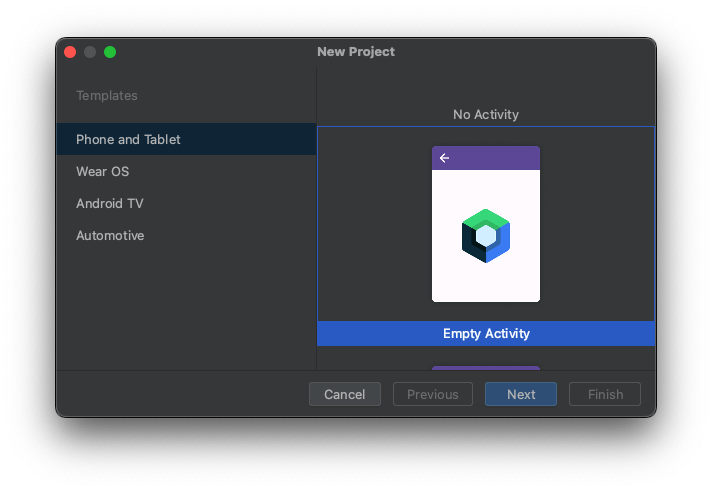 New Project
Templates
Phone and Tablet
Wear OS
Android TV
Automotive
No Activity
Empty Activity
Cancel
Previous
Next
Finish